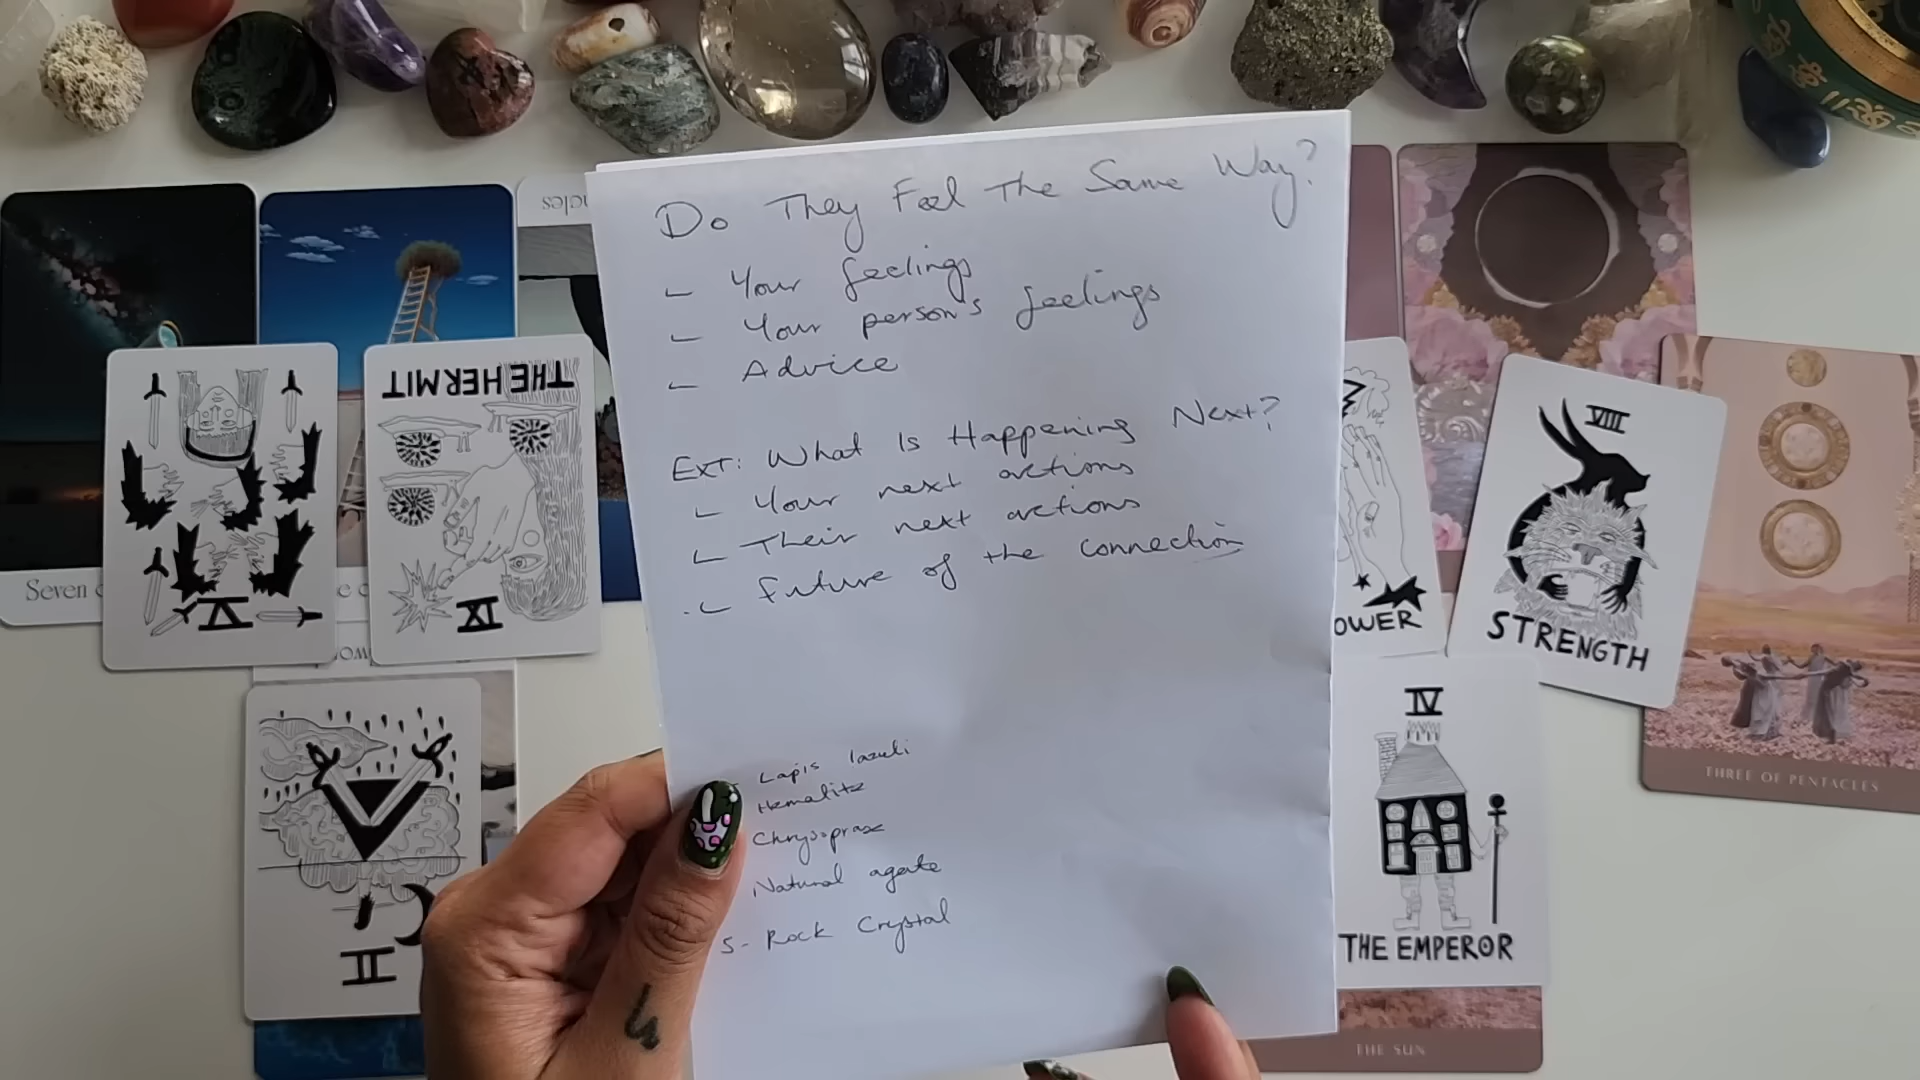 Do They Feel The Same Way?
Your feelings
Your person's feelings
Advice
Ext: What Is Happening Next?
Your next actions
Their next actions
Future of the connection
Lapis lazuli
Hematite
Chrysoprase
Natural agate
5- Rock Crystal
Seven
THE HERMIT
IX
V
II
OWER
VIII
STRENGTH
THREE OF PENTACLES
IV
THE EMPEROR
THE SUN